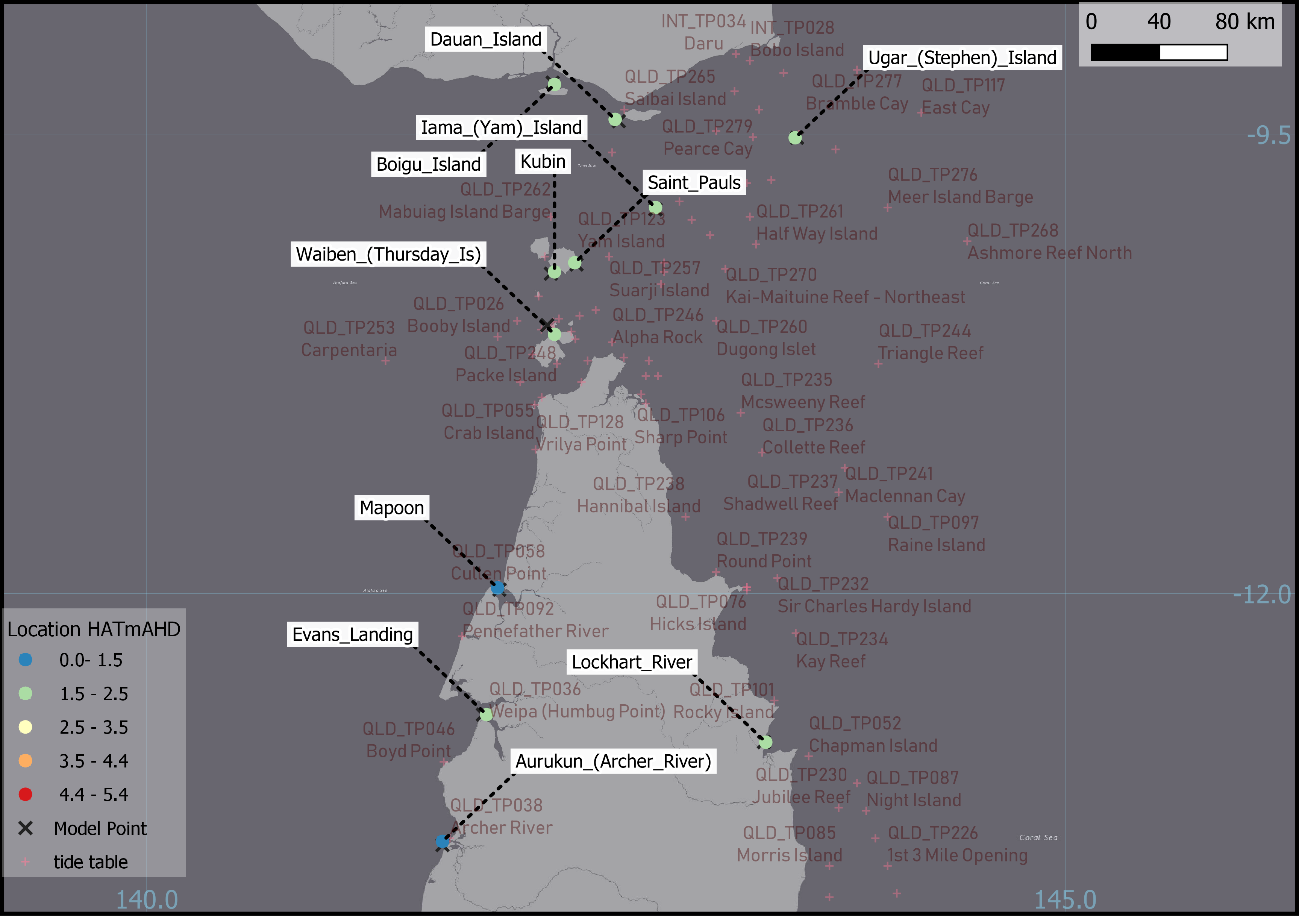 INT_TP034
Daru
INT_TP028
Bobo Island
0 40 80 km
Dauan_Island
Ugar_(Stephen)_Island
QLD_TP265
Saibai Island
QLD_TP277
Bramble Cay
QLD_TP117
East Cay
Iama_(Yam)_Island
QLD_TP279
Pearce Cay
-9.5
Boigu_Island
Kubin
Saint_Pauls
QLD_TP262
Mabuiag Island Barge
QLD_TP276
Meer Island Barge
QLD_TP123
Yam Island
QLD_TP261
Half Way Island
QLD_TP268
Ashmore Reef North
Waiben_(Thursday_Is)
QLD_TP257
Suarji Island
QLD_TP270
Kai-Maituine Reef - Northeast
QLD_TP026
Booby Island
QLD_TP253
Carpentaria
QLD_TP246
Alpha Rock
QLD_TP260
Dugong Islet
QLD_TP244
Triangle Reef
QLD_TP248
Packe Island
QLD_TP235
Mcsweeny Reef
QLD_TP055
Crab Island
QLD_TP128
Vrilya Point
QLD_TP106
Sharp Point
QLD_TP236
Collette Reef
QLD_TP238
Hannibal Island
QLD_TP237
Shadwell Reef
QLD_TP241
Maclennan Cay
Mapoon
QLD_TP097
Raine Island
QLD_TP058
Cullen Point
QLD_TP239
Round Point
QLD_TP232
Sir Charles Hardy Island
-12.0
QLD_TP092
Pennefather River
QLD_TP076
Hicks Island
Evans_Landing
QLD_TP234
Kay Reef
Lockhart_River
QLD_TP036
Weipa (Humbug Point)
QLD_TP101
Rocky Island
QLD_TP046
Boyd Point
QLD_TP052
Chapman Island
Aurukun_(Archer_River)
QLD_TP230
Jubilee Reef
QLD_TP087
Night Island
QLD_TP038
Archer River
QLD_TP085
Morris Island
QLD_TP226
1st 3 Mile Opening
Coral Sea
Location HATmAHD
0.0- 1.5
1.5 - 2.5
2.5 - 3.5
3.5 - 4.4
4.4 - 5.4
Model Point
tide table
140.0
145.0